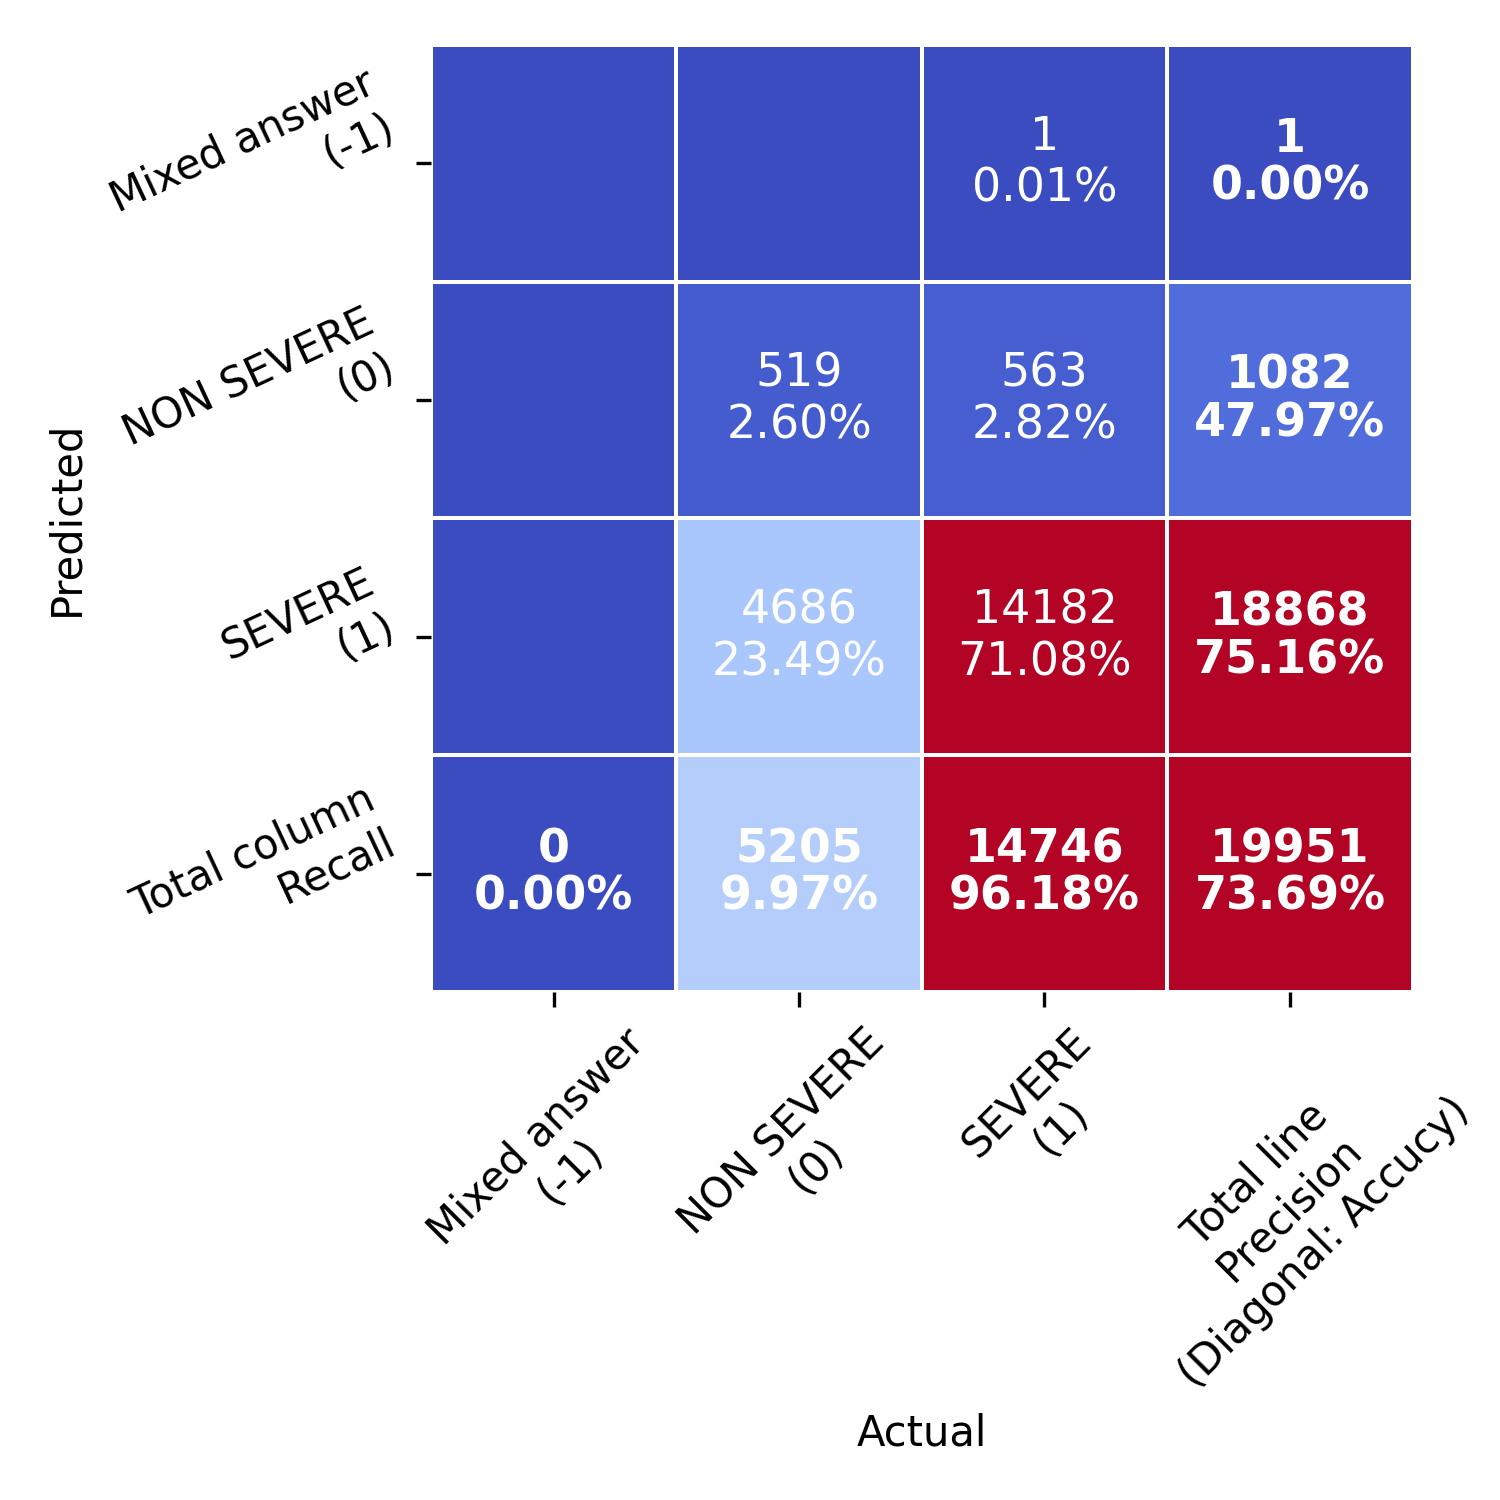 Mixed answer
(-1)
1
0.01%
1
0.00%
NON SEVERE
(0)
519
2.60%
563
2.82%
1082
47.97%
Predicted
SEVERE
(1)
4686
23.49%
14182
71.08%
18868
75.16%
Total column
Recall
0
0.00%
5205
9.97%
14746
96.18%
19951
73.69%
Mixed answer
(-1)
NON SEVERE
(0)
SEVERE
(1)
Total line
Precision
(Diagonal: Accucy)
Actual